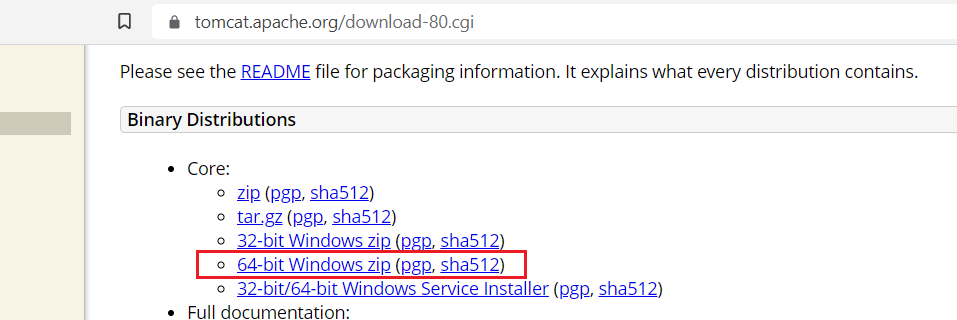 tomcat.apache.org/download-80.cgi
Please see the README file for packaging information. It explains what every distribution contains.
Binary Distributions
• Core:
◦ zip (pgp, sha512)
◦ tar.gz (pgp, sha512)
◦ 32-bit Windows zip (pgp, sha512)
◦ 64-bit Windows zip (pgp, sha512)
◦ 32-bit/64-bit Windows Service Installer (pgp, sha512)
• Full documentation: